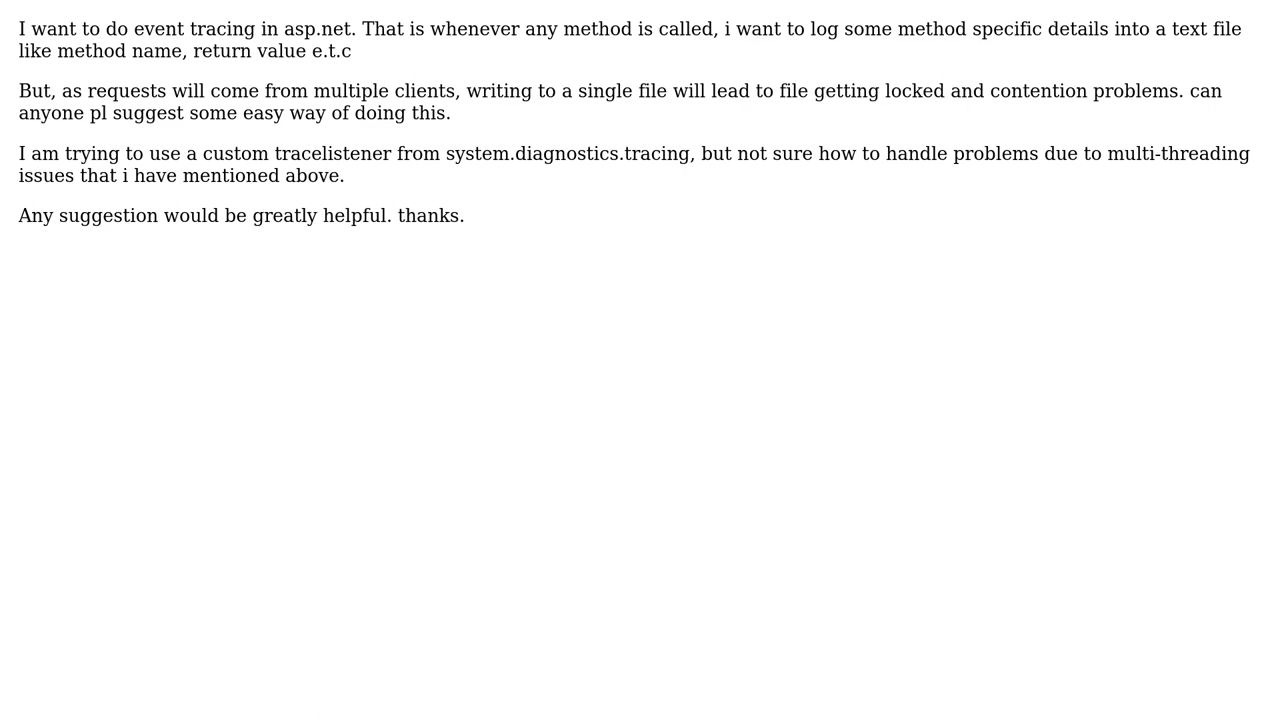 I want to do event tracing in asp.net. That is whenever any method is called, i want to log some method specific details into a text file
like method name, return value e.t.c
But, as requests will come from multiple clients, writing to a single file will lead to file getting locked and contention problems. can
anyone pl suggest some easy way of doing this.
I am trying to use a custom tracelistener from system.diagnostics.tracing, but not sure how to handle problems due to multi-threading
issues that i have mentioned above.
Any suggestion would be greatly helpful. thanks.